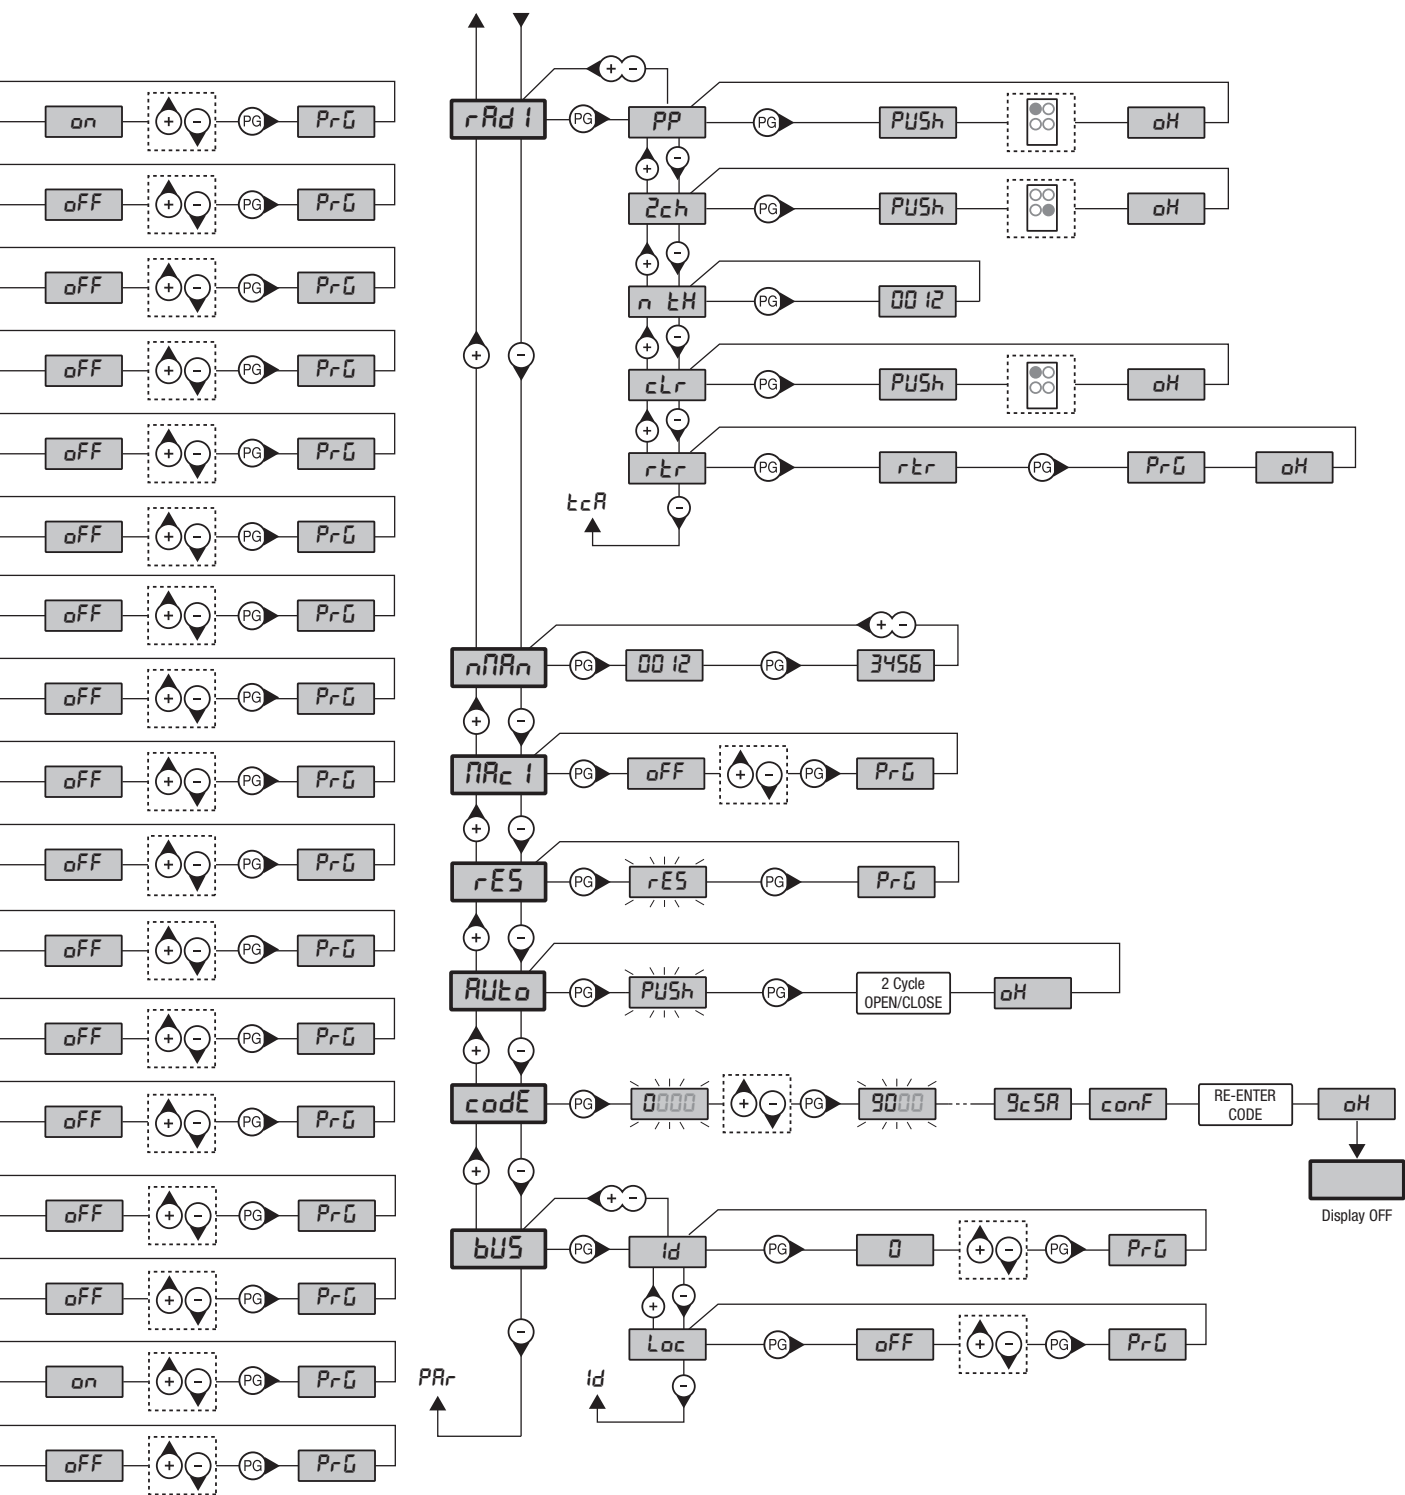 on + - PG PrG
oFF + - PG PrG
oFF + - PG PrG
oFF + - PG PrG
oFF + - PG PrG
oFF + - PG PrG
oFF + - PG PrG
oFF + - PG PrG
oFF + - PG PrG
oFF + - PG PrG
oFF + - PG PrG
oFF + - PG PrG
oFF + - PG PrG
oFF + - PG PrG
oFF + - PG PrG
on + - PG PrG
oFF + - PG PrG
+ -
rAdI PG PP PG PUSh oK
+ -
2ch PG PUSh oK
+ -
n tK PG 0012
+ -
+ -
cLr PG PUSh oK
+ -
rtr PG rtr PG PrG oK
tcA -
+ -
nMAn PG 0012 PG 3456
+ -
MAcI PG oFF + - PG PrG
+ -
rES PG rES PG PrG
+ -
AUto PG PUSh PG 2 Cycle
OPEN/CLOSE oK
+ -
codE PG 0000 + - PG 9000 9c5A conF RE-ENTER
CODE oK
Display OFF
+ -
+ -
bUS PG Id PG 0 + - PG PrG
+ -
Loc PG oFF + - PG PrG
-
PAr
Id -